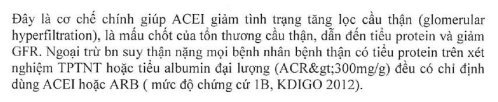 Đây là cơ chế chính giúp ACEI giảm tình trạng tăng lọc cầu thận (glomerular
hyperfiltration), là mấu chốt của tổn thương cầu thận, dẫn đến tiểu protein và giảm
GFR. Ngoại trừ bn suy thận nặng mọi bệnh nhân bệnh thận có tiểu protein trên xét
nghiệm TPTNT hoặc tiểu albumin đại lượng (ACR&gt;300mg/g) đều có chỉ định
dùng ACEI hoặc ARB ( mức độ chứng cứ 1B, KDIGO 2012).